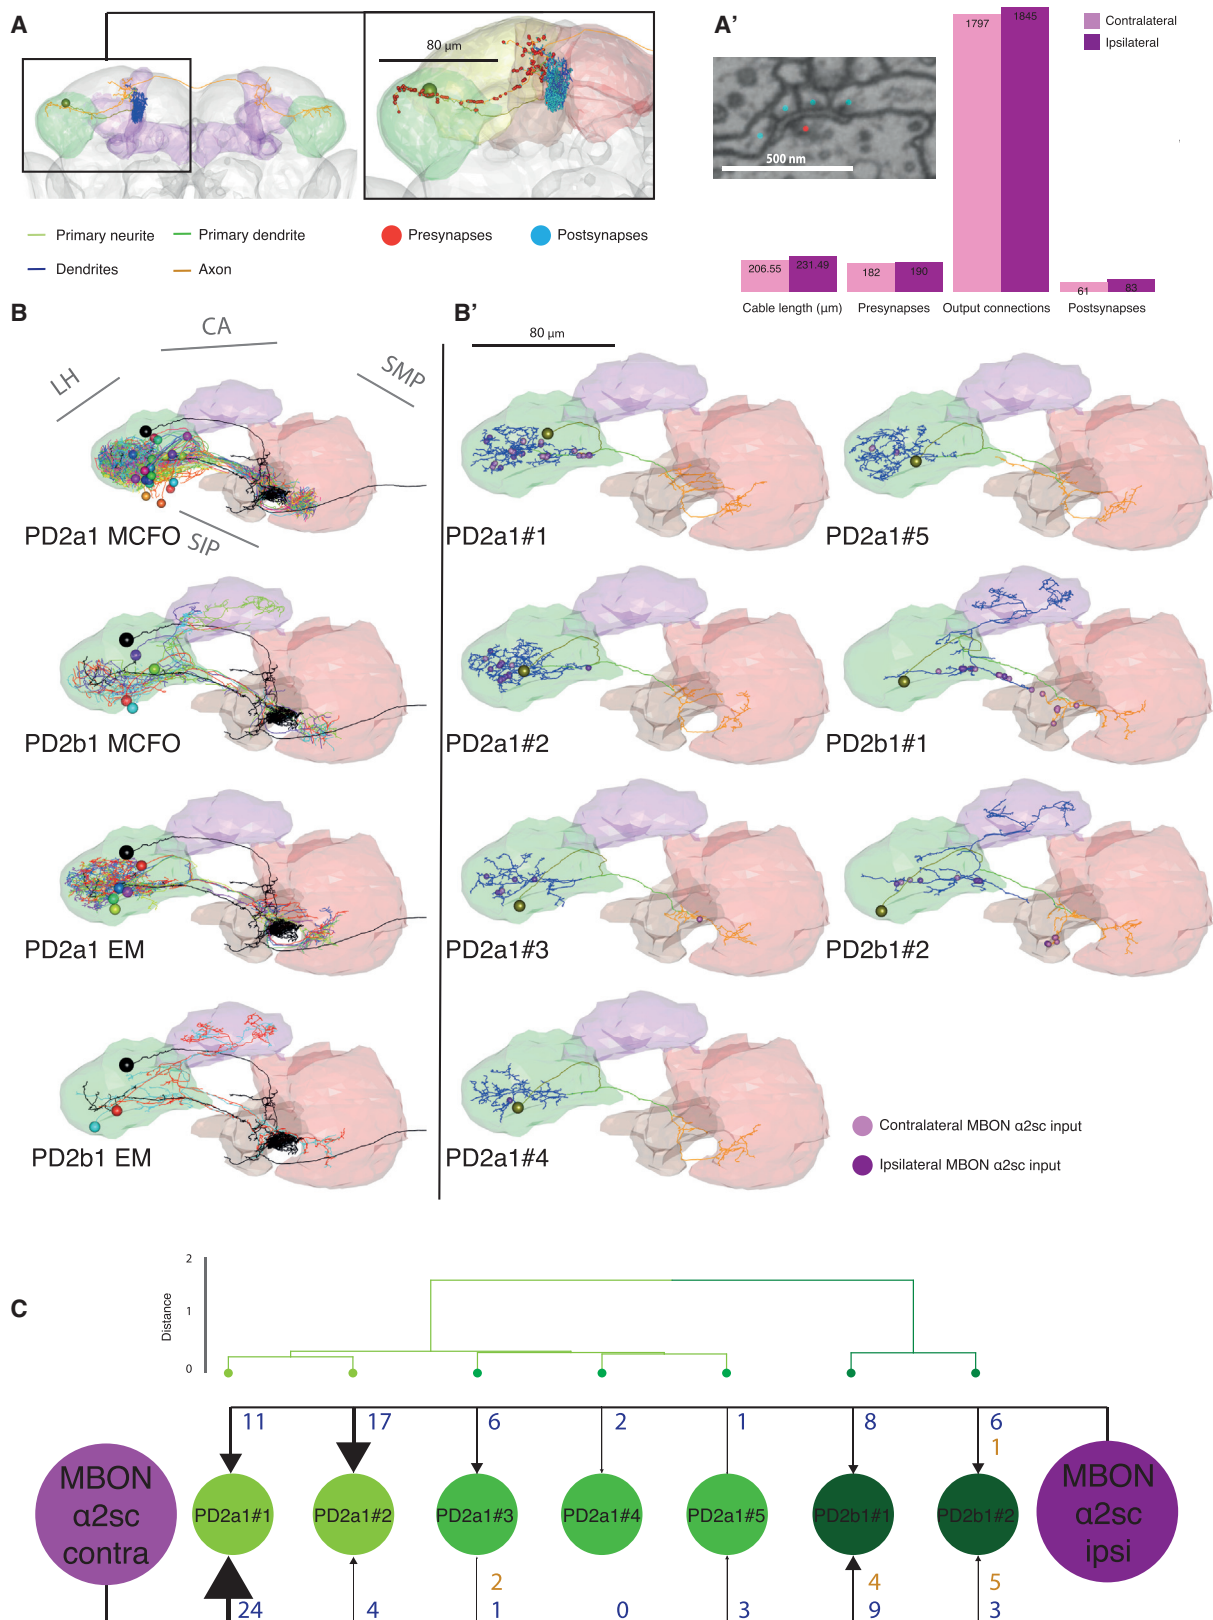 A
80 µm
Primary neurite
Primary dendrite
Dendrites
Axon
Presynapses
Postsynapses
A'
Contralateral
Ipsilateral
500 nm
206.55
231.49
182
190
1797
1845
61
83
Cable length (µm)
Presynapses
Output connections
Postsynapses
B
LH
CA
SMP
SIP
PD2a1 MCFO
PD2b1 MCFO
PD2a1 EM
PD2b1 EM
B'
80 µm
PD2a1#1
PD2a1#5
PD2a1#2
PD2b1#1
PD2a1#3
PD2b1#2
PD2a1#4
Contralateral MBON α2sc input
Ipsilateral MBON α2sc input
C
Distance
2
1
0
11
17
6
2
1
8
6
1
MBON
α2sc
contra
PD2a1#1
PD2a1#2
PD2a1#3
PD2a1#4
PD2a1#5
PD2b1#1
PD2b1#2
MBON
α2sc
ipsi
2
4
5
24
4
1
0
3
9
3